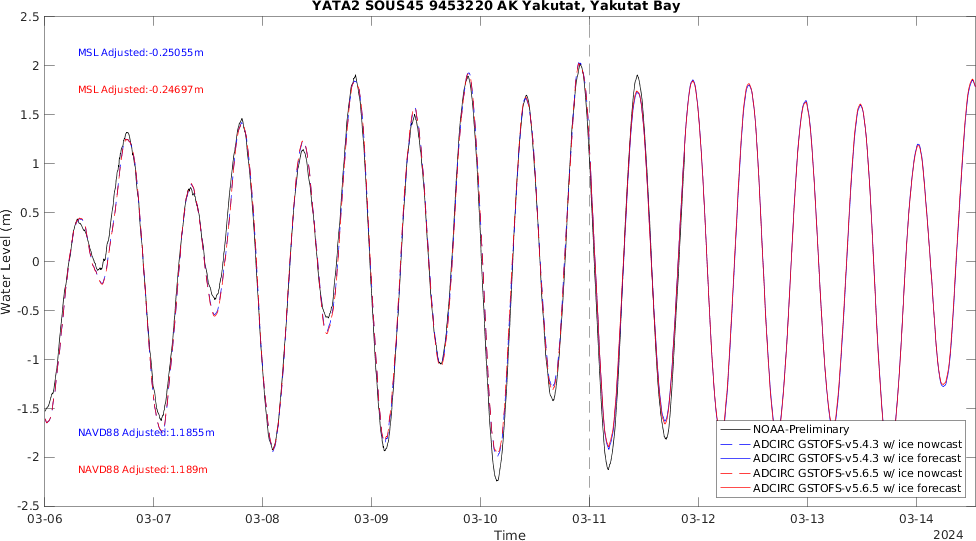 YATA2 SOUS45 9453220 AK Yakutat, Yakutat Bay
2.5
2
1.5
1
0.5
0
-0.5
-1
-1.5
-2
-2.5
Water Level (m)
MSL Adjusted:-0.25055m
MSL Adjusted:-0.24697m
NAVD88 Adjusted:1.1855m
NAVD88 Adjusted:1.189m
NOAA-Preliminary
ADCIRC GSTOFS-v5.4.3 w/ ice nowcast
ADCIRC GSTOFS-v5.4.3 w/ ice forecast
ADCIRC GSTOFS-v5.6.5 w/ ice nowcast
ADCIRC GSTOFS-v5.6.5 w/ ice forecast
03-06 03-07 03-08 03-09 03-10 03-11 03-12 03-13 03-14
Time
2024